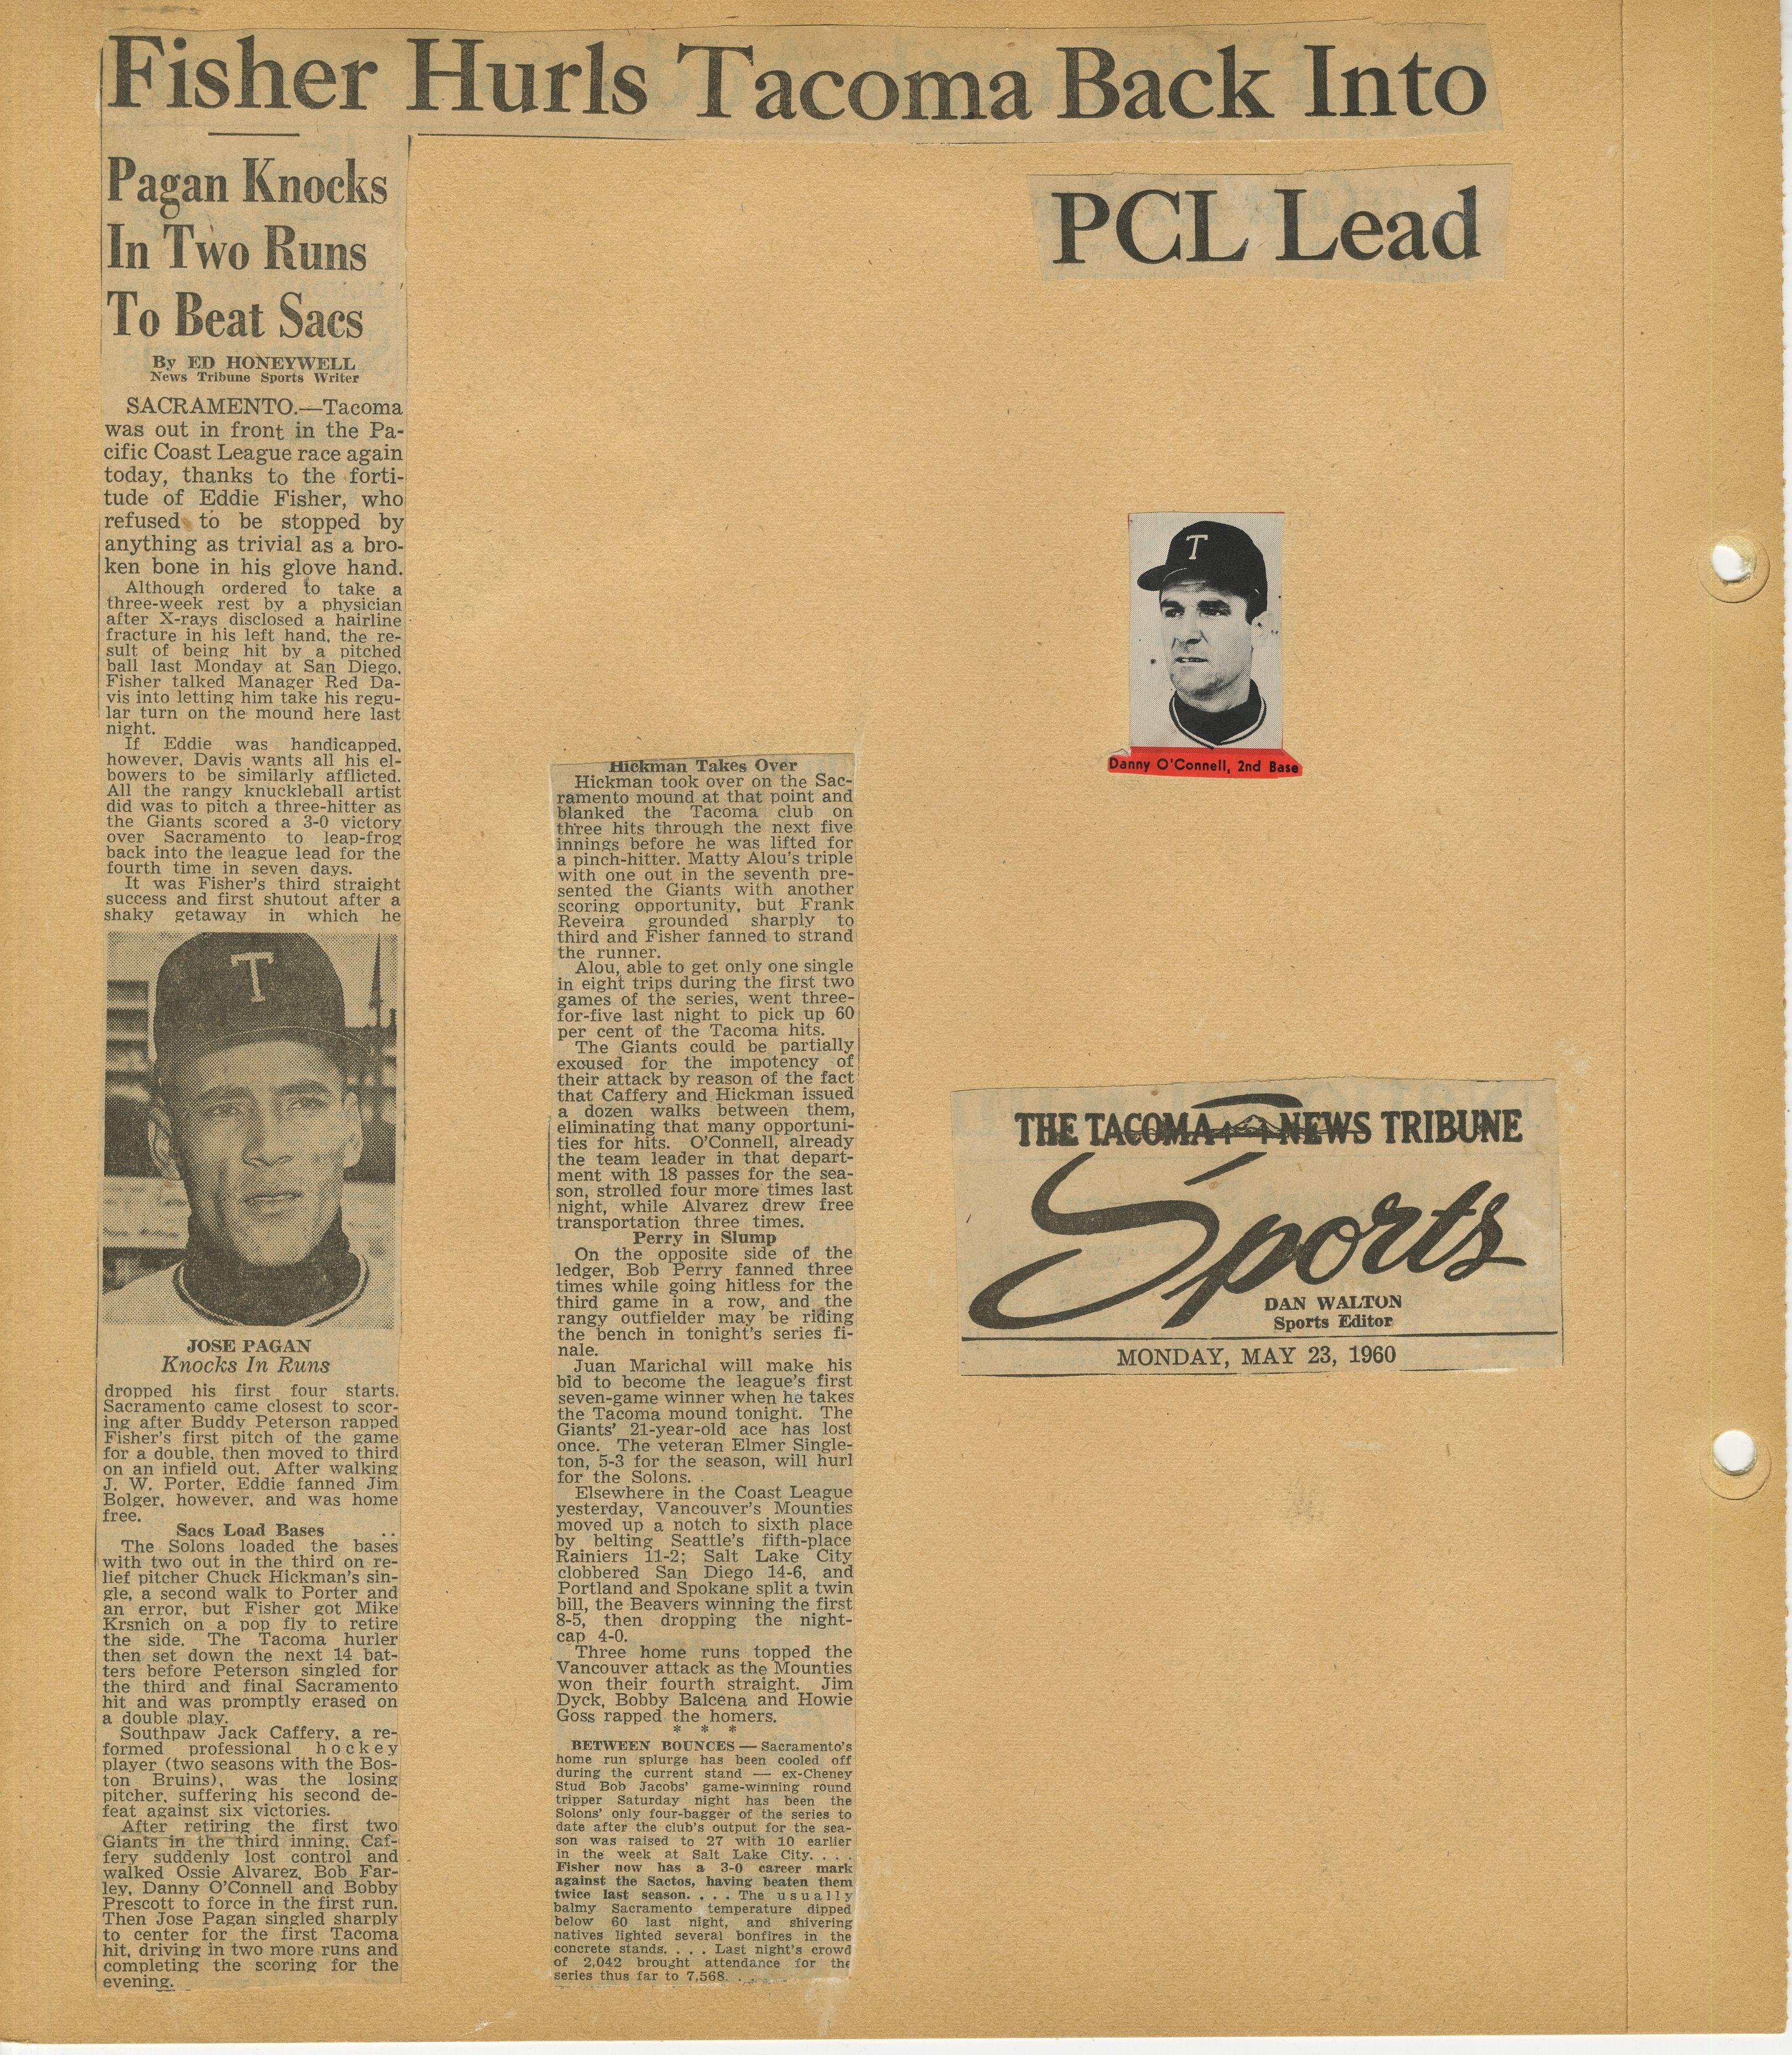 Fisher Hurls Tacoma Back Into
PCL Lead
Pagan Knocks
In Two Runs
To Beat Sacs
By ED HONEYWELL
News Tribune Sports Writer
SACRAMENTO.—Tacoma
was out in front in the Pa-
cific Coast League race again
today, thanks to the forti-
tude of Eddie Fisher, who
refused to be stopped by
anything as trivial as a bro-
ken bone in his glove hand.
Although ordered to take a
three-week rest by a physician
after X-rays disclosed a hairline
fracture in his left hand, the re-
sult of being hit by a pitched
ball last Monday at San Diego,
Fisher talked Manager Red Da-
vis into letting him take his regu-
lar turn on the mound here last
night.
If Eddie was handicapped,
however, Davis wants all his el-
bowers to be similarly afflicted.
All the rangy knuckleball artist
did was to pitch a three-hitter as
the Giants scored a 3-0 victory
over Sacramento to leap-frog
back into the league lead for the
fourth time in seven days.
It was Fisher's third straight
success and first shutout after a
shaky getaway in which he
T
JOSE PAGAN
Knocks In Runs
dropped his first four starts.
Sacramento came closest to scor-
ing after Buddy Peterson rapped
Fisher's first pitch of the game
for a double, then moved to third
on an infield out. After walking
J. W. Porter, Eddie fanned Jim
Bolger, however, and was home
free.
Sacs Load Bases
The Solons loaded the bases
with two out in the third on re-
lief pitcher Chuck Hickman's sin-
gle, a second walk to Porter and
an error, but Fisher got Mike
Krsnich on a pop fly to retire
the side. The Tacoma hurler
then set down the next 14 bat-
ters before Peterson singled for
the third and final Sacramento
hit and was promptly erased on
a double play.
Southpaw Jack Caffery, a re-
formed professional hockey
player (two seasons with the Bos-
ton Bruins), was the losing
pitcher, suffering his second de-
feat against six victories.
After retiring the first two
Giants in the third inning, Caf-
fery suddenly lost control and
walked Ossie Alvarez, Bob Far-
ley, Danny O'Connell and Bobby
Prescott to force in the first run.
Then Jose Pagan singled sharply
to center for the first Tacoma
hit, driving in two more runs and
completing the scoring for the
evening.
Hickman Takes Over
Hickman took over on the Sac-
ramento mound at that point and
blanked the Tacoma club on
three hits through the next five
innings before he was lifted for
a pinch-hitter. Matty Alou's triple
with one out in the seventh pre-
sented the Giants with another
scoring opportunity, but Frank
Reveira grounded sharply to
third and Fisher fanned to strand
the runner.
Alou, able to get only one single
in eight trips during the first two
games of the series, went three-
for-five last night to pick up 60
per cent of the Tacoma hits.
The Giants could be partially
excused for the impotency of
their attack by reason of the fact
that Caffery and Hickman issued
a dozen walks between them,
eliminating that many opportuni-
ties for hits. O'Connell, already
the team leader in that depart-
ment with 18 passes for the sea-
son, strolled four more times last
night, while Alvarez drew free
transportation three times.
Perry in Slump
On the opposite side of the
ledger, Bob Perry fanned three
times while going hitless for the
third game in a row, and the
rangy outfielder may be riding
the bench in tonight's series fi-
nale.
Juan Marichal will make his
bid to become the league's first
seven-game winner when he takes
the Tacoma mound tonight. The
Giants' 21-year-old ace has lost
once. The veteran Elmer Single-
ton, 5-3 for the season, will hurl
for the Solons.
Elsewhere in the Coast League
yesterday, Vancouver's Mounties
moved up a notch to sixth place
by belting Seattle's fifth-place
Rainiers 11-2; Salt Lake City
clobbered San Diego 14-6, and
Portland and Spokane split a twin
bill, the Beavers winning the first
8-5, then dropping the night-
cap 4-0.
Three home runs topped the
Vancouver attack as the Mounties
won their fourth straight. Jim
Dyck, Bobby Balcena and Howie
Goss rapped the homers.
* * *
BETWEEN BOUNCES — Sacramento's
home run splurge has been cooled off
during the current stand — ex-Cheney
Stud Bob Jacobs' game-winning round
tripper Saturday night has been the
Solons' only four-bagger of the series to
date after the club's output for the sea-
son was raised to 27 with 10 earlier
in the week at Salt Lake City. . . .
Fisher now has a 3-0 career mark
against the Sactos, having beaten them
twice last season. . . . The usually
balmy Sacramento temperature dipped
below 60 last night, and shivering
natives lighted several bonfires in the
concrete stands. . . . Last night's crowd
of 2,042 brought attendance for the
series thus far to 7,568. . .
T
Danny O'Connell, 2nd Base
THE TACOMA NEWS TRIBUNE
Sports
DAN WALTON
Sports Editor
MONDAY, MAY 23, 1960